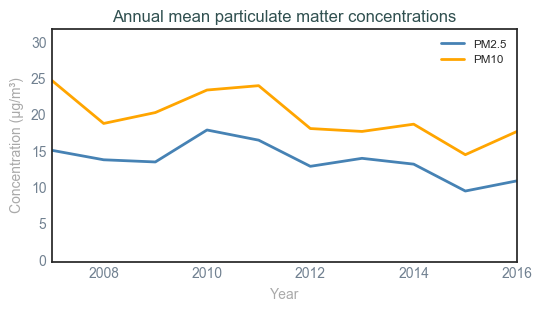 Annual mean particulate matter concentrations
PM2.5
PM10
Concentration (µg/m³)
30
25
20
15
10
5
0
2008
2010
2012
2014
2016
Year